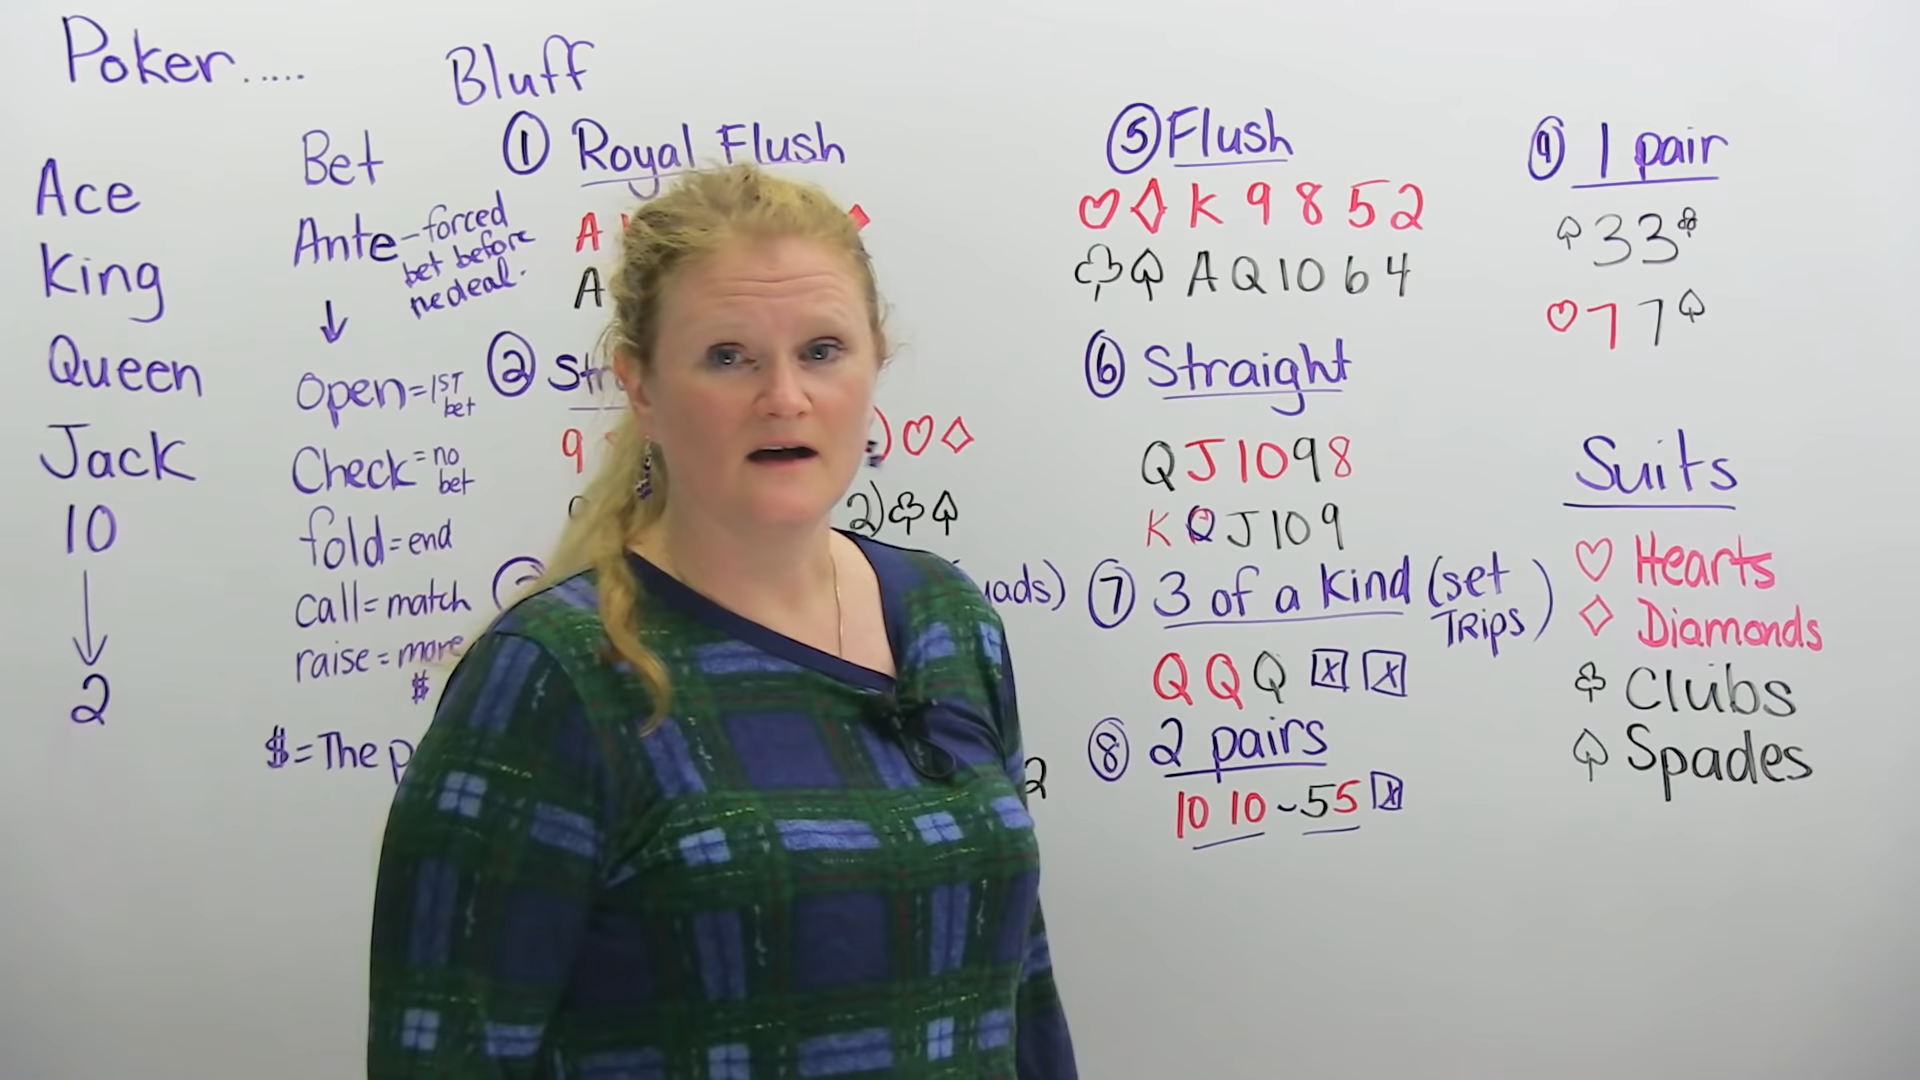 Poker.....
Bluff
Ace
King
Queen
Jack
10
2
Bet
Ante - forced
bet before
the deal.
Open = 1ST
bet
Check = no
bet
fold = end
call = match
raise = more
$
$ = The
① Royal Flush
A
A
②
9
♡ ♢
2) ♧ ♤
2
⑤ Flush
♡ ♢ K 9 8 5 2
♧ ♤ A Q 10 6 4
⑥ Straight
Q J 10 9 8
K Q J 10 9
⑦ 3 of a kind (set
TRIPS)
Q Q Q X X
⑧ 2 pairs
10 10 - 5 5 X
⑨ 1 pair
♤ 3 3 ♧
♡ 7 7 ♤
Suits
♡ Hearts
♢ Diamonds
♧ Clubs
♤ Spades